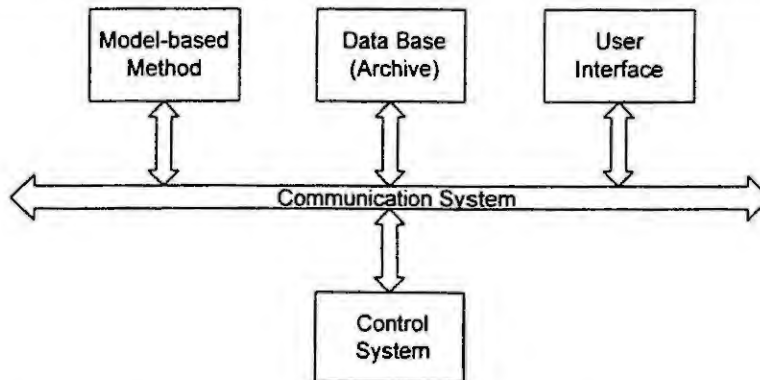 Model-based
Method
Data Base
(Archive)
User
Interface
Communication System
Control
System